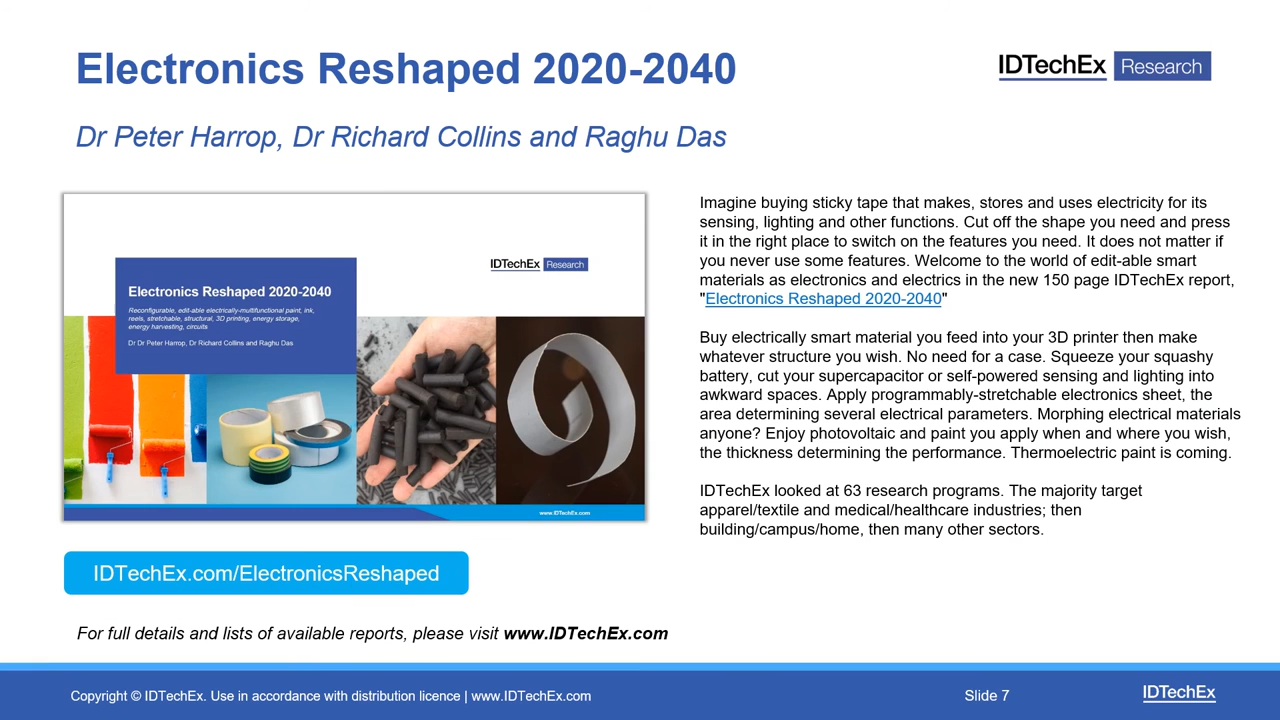 Electronics Reshaped 2020-2040
IDTechEx Research
Dr Peter Harrop, Dr Richard Collins and Raghu Das
IDTechEx Research
Electronics Reshaped 2020-2040
Reconfigurable, edit-able electrically-multifunctional paint, ink,
reels, stretchable, structural, 3D printing, energy storage,
energy harvesting, circuits
Dr Dr Peter Harrop, Dr Richard Collins and Raghu Das
www.IDTechEx.com
IDTechEx.com/ElectronicsReshaped
For full details and lists of available reports, please visit www.IDTechEx.com
Imagine buying sticky tape that makes, stores and uses electricity for its
sensing, lighting and other functions. Cut off the shape you need and press
it in the right place to switch on the features you need. It does not matter if
you never use some features. Welcome to the world of edit-able smart
materials as electronics and electrics in the new 150 page IDTechEx report,
"Electronics Reshaped 2020-2040"
Buy electrically smart material you feed into your 3D printer then make
whatever structure you wish. No need for a case. Squeeze your squashy
battery, cut your supercapacitor or self-powered sensing and lighting into
awkward spaces. Apply programmably-stretchable electronics sheet, the
area determining several electrical parameters. Morphing electrical materials
anyone? Enjoy photovoltaic and paint you apply when and where you wish,
the thickness determining the performance. Thermoelectric paint is coming.
IDTechEx looked at 63 research programs. The majority target
apparel/textile and medical/healthcare industries; then
building/campus/home, then many other sectors.
Copyright © IDTechEx. Use in accordance with distribution licence | www.IDTechEx.com
Slide 7
IDTechEx